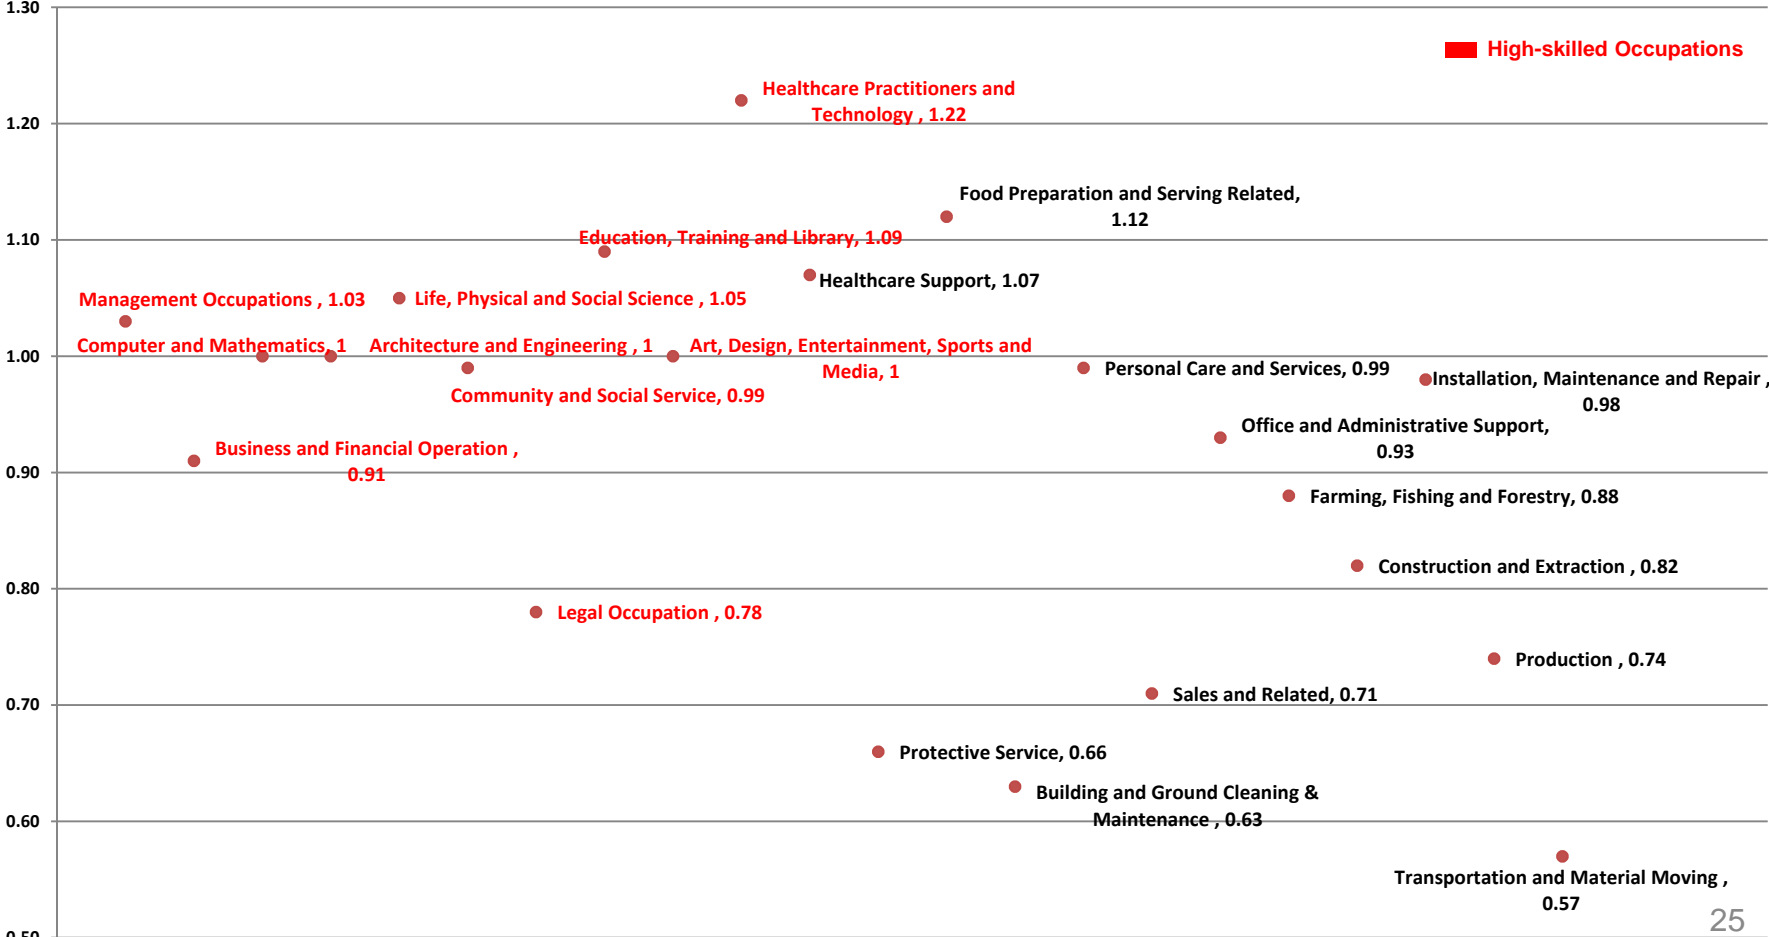 1.30
High-skilled Occupations
Healthcare Practitioners and
Technology , 1.22
1.20
Food Preparation and Serving Related,
1.12
1.10
Education, Training and Library, 1.09
Healthcare Support, 1.07
Management Occupations , 1.03
Life, Physical and Social Science , 1.05
Computer and Mathematics, 1
Architecture and Engineering , 1
Art, Design, Entertainment, Sports and
Media, 1
1.00
Community and Social Service, 0.99
Personal Care and Services, 0.99
Installation, Maintenance and Repair ,
0.98
Office and Administrative Support,
0.93
Business and Financial Operation ,
0.91
0.90
Farming, Fishing and Forestry, 0.88
Construction and Extraction , 0.82
0.80
Legal Occupation , 0.78
Production , 0.74
Sales and Related, 0.71
0.70
Protective Service, 0.66
Building and Ground Cleaning &
Maintenance , 0.63
0.60
Transportation and Material Moving ,
0.57
25
0.50